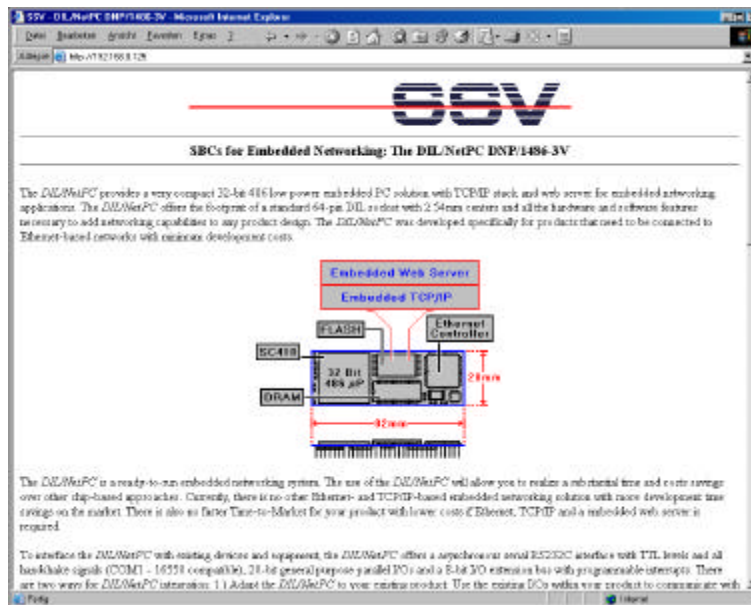 SSV - DIL/NetPC DNP/1486-3V - Microsoft Internet Explorer
Datei Bearbeiten Ansicht Favoriten Extras ?
Adresse http://192.168.0.126
SSV
SBCs for Embedded Networking: The DIL/NetPC DNP/1486-3V
The DIL/NetPC provides a very compact 32-bit 486 low power embedded PC solution with TCP/IP stack and web server for embedded networking
applications. The DIL/NetPC offers the footprint of a standard 64-pin DIL socket with 2.54mm centers and all the hardware and software features
necessary to add networking capabilities to any product design. The DIL/NetPC was developed specifically for products that need to be connected to
Ethernet-based networks with minimum development costs.
Embedded Web Server
Embedded TCP/IP
FLASH
Ethernet
Controller
SC410
32 Bit
486 µP
28mm
DRAM
82mm
The DIL/NetPC is a ready-to-run embedded networking system. The use of the DIL/NetPC will allow you to realize a substantial time and costs savings
over other chip-based approaches. Currently, there is no other Ethernet- and TCP/IP-based embedded networking solution with more development time
savings on the market. There is also no faster Time-to-Market for your product with lower costs if Ethernet, TCP/IP and a embedded web server is
required.
To interface the DIL/NetPC with existing devices and equipment, the DIL/NetPC offers a asynchronous serial RS232C interface with TTL levels and all
handshake signals (COM1 - 16550 compatible), 20-bit general purpose parallel I/Os and a 8-bit I/O extension bus with programmable interrupts. There
are two ways for DIL/NetPC integration: 1.) Adapt the DIL/NetPC to your existing product. Use the existing I/Os within your product to communicate with
Fertig Internet